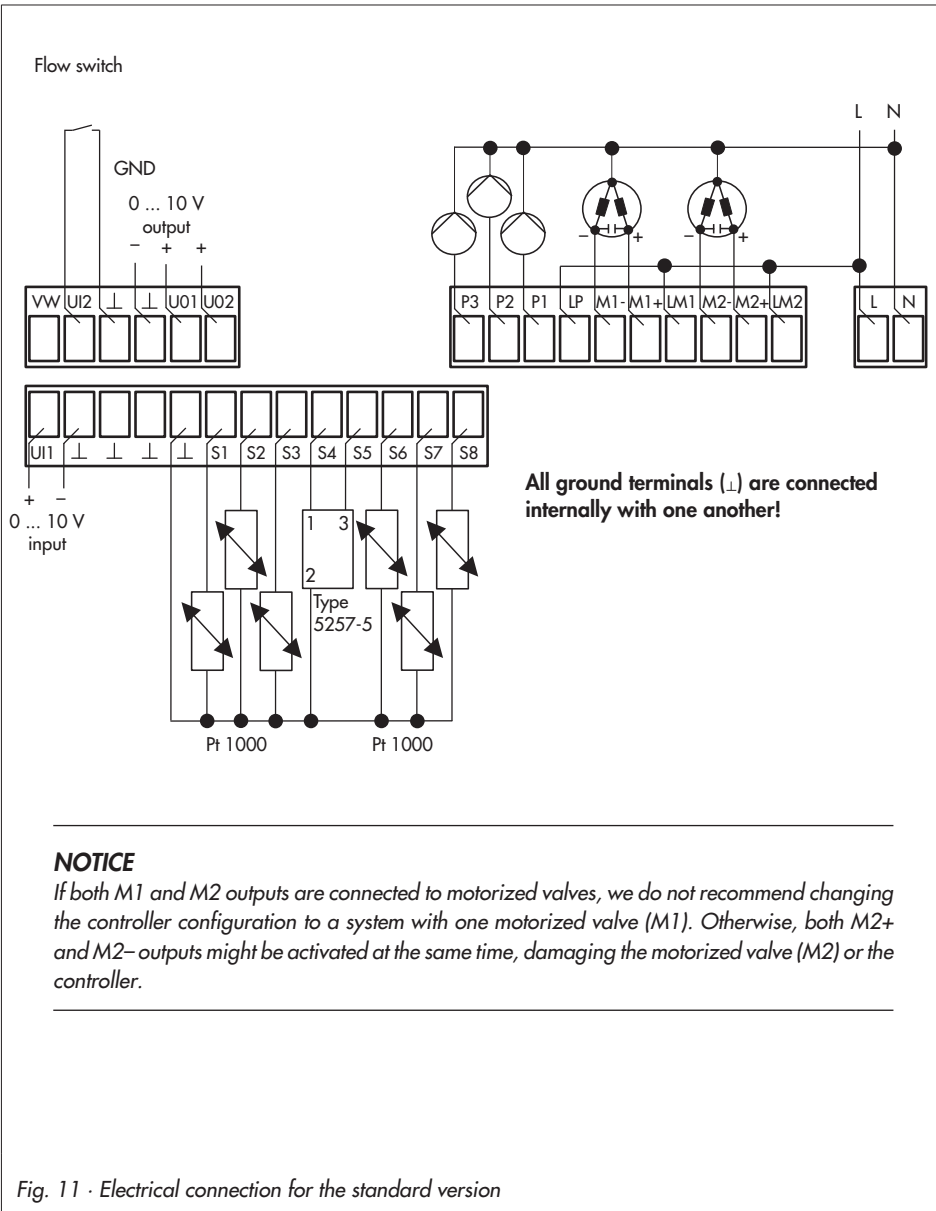 Flow switch
L N
GND
0 ... 10 V
output
− + +
VW UI2 ⊥ ⊥ U01 U02
− + − +
P3 P2 P1 LP M1- M1+ LM1 M2- M2+ LM2
L N
UI1 ⊥ ⊥ ⊥ ⊥ S1 S2 S3 S4 S5 S6 S7 S8
+ −
0 ... 10 V
input
1 3
2
Type
5257-5
Pt 1000 Pt 1000
All ground terminals (⊥) are connected
internally with one another!
NOTICE
If both M1 and M2 outputs are connected to motorized valves, we do not recommend changing
the controller configuration to a system with one motorized valve (M1). Otherwise, both M2+
and M2– outputs might be activated at the same time, damaging the motorized valve (M2) or the
controller.
Fig. 11 · Electrical connection for the standard version